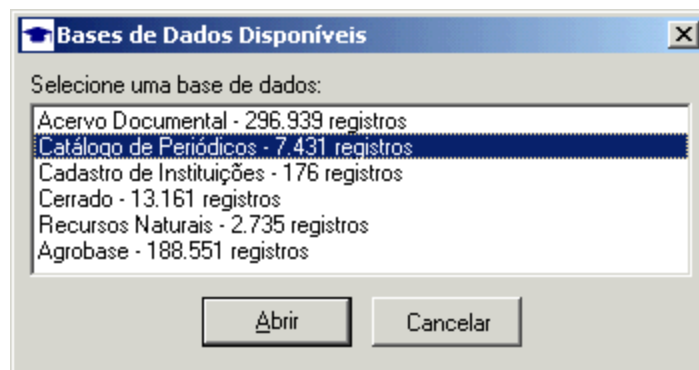 Bases de Dados Disponíveis
Selecione uma base de dados:
Acervo Documental - 296.939 registros
Catálogo de Periódicos - 7.431 registros
Cadastro de Instituições - 176 registros
Cerrado - 13.161 registros
Recursos Naturais - 2.735 registros
Agrobase - 188.551 registros
Abrir Cancelar